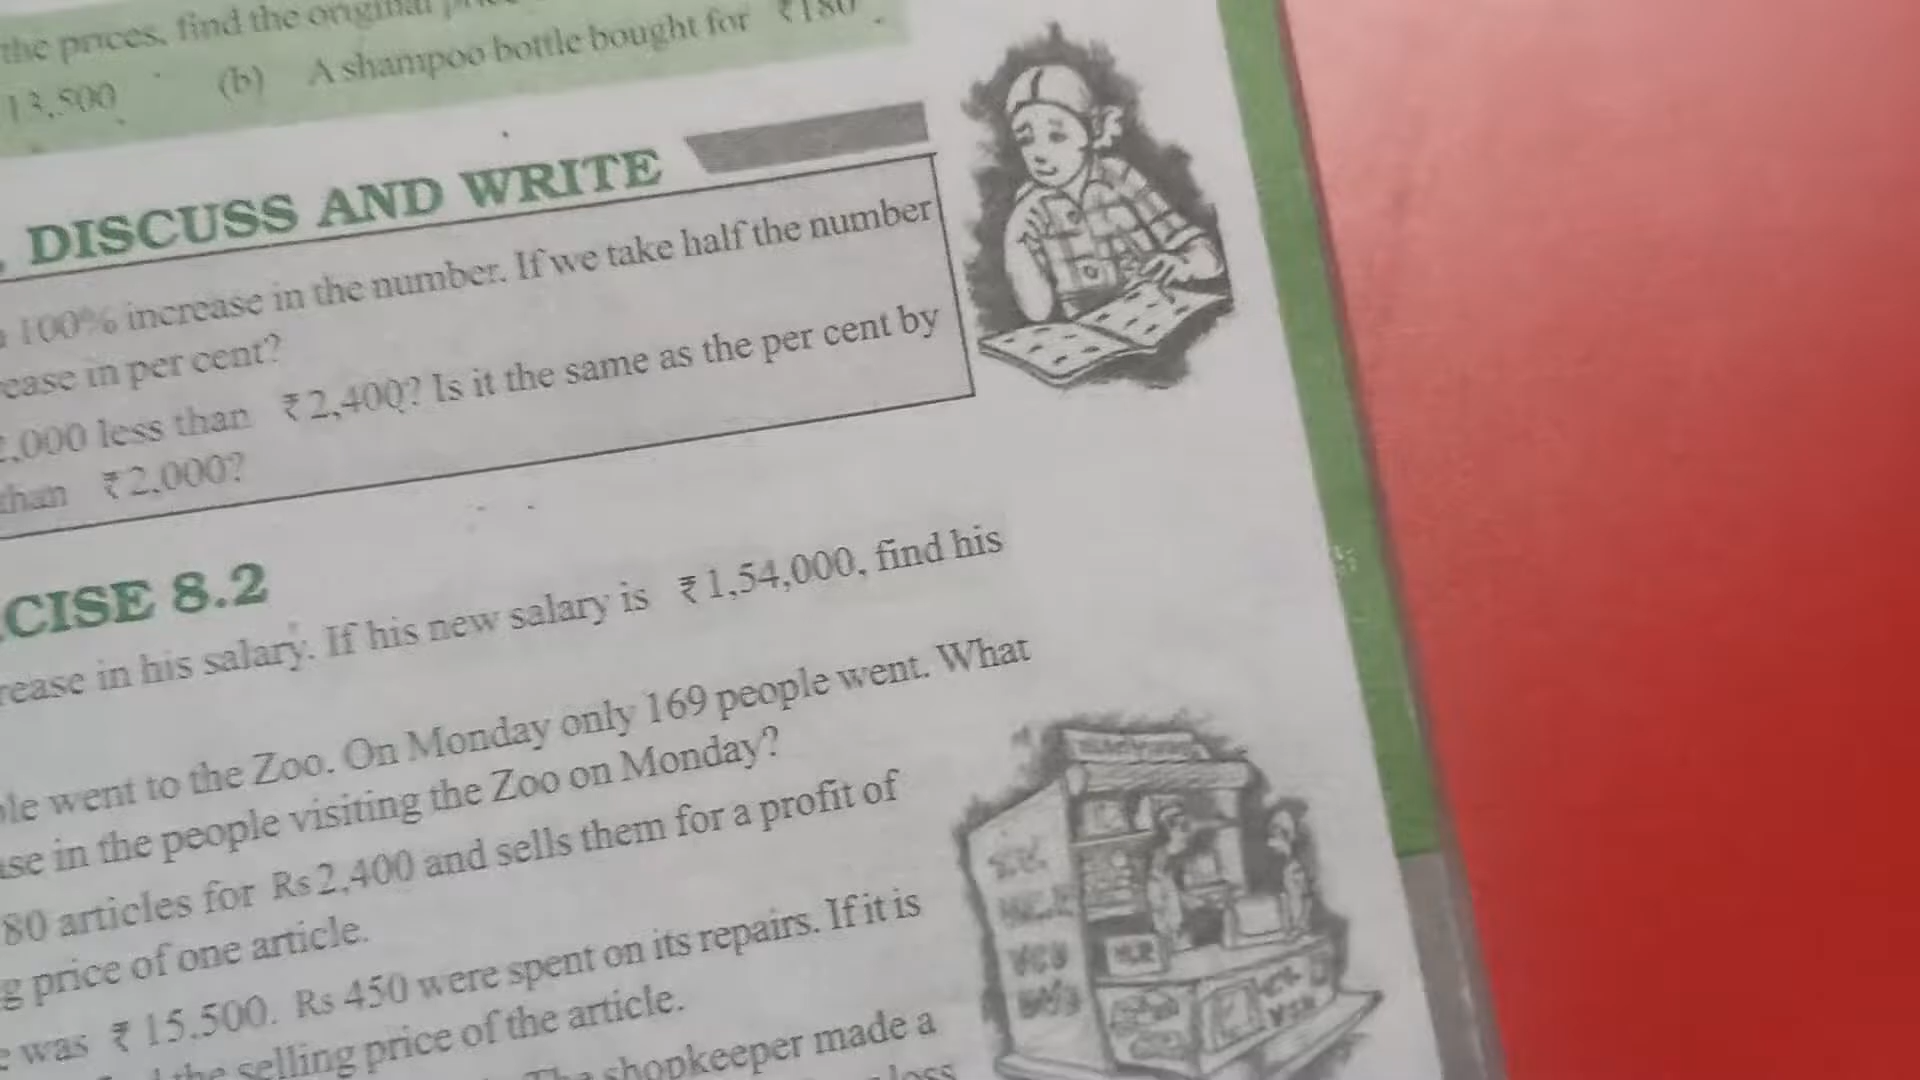 the prices, find the original
13,500 (b) A shampoo bottle bought for ₹180
DISCUSS AND WRITE
100% increase in the number. If we take half the number
ease in per cent?
,000 less than ₹2,400? Is it the same as the per cent by
than ₹2,000?
CISE 8.2
rease in his salary. If his new salary is ₹1,54,000, find his
le went to the Zoo. On Monday only 169 people went. What
se in the people visiting the Zoo on Monday?
80 articles for Rs 2,400 and sells them for a profit of
g price of one article.
was ₹15,500. Rs 450 were spent on its repairs. If it is
the selling price of the article.
shopkeeper made a
loss